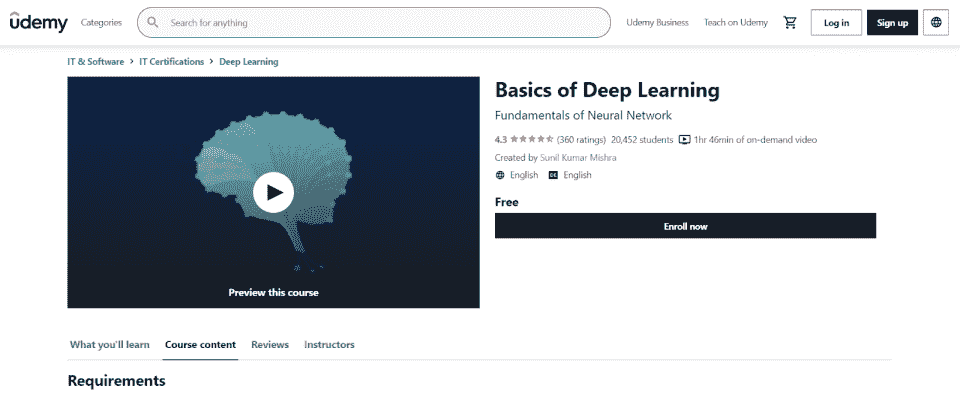 udemy Categories Search for anything Udemy Business Teach on Udemy Log in Sign up
IT & Software > IT Certifications > Deep Learning
Basics of Deep Learning
Fundamentals of Neural Network
4.3 (360 ratings) 20,452 students 1hr 46min of on-demand video
Created by Sunil Kumar Mishra
English CC English
Free
Enroll now
Preview this course
What you'll learn Course content Reviews Instructors
Requirements